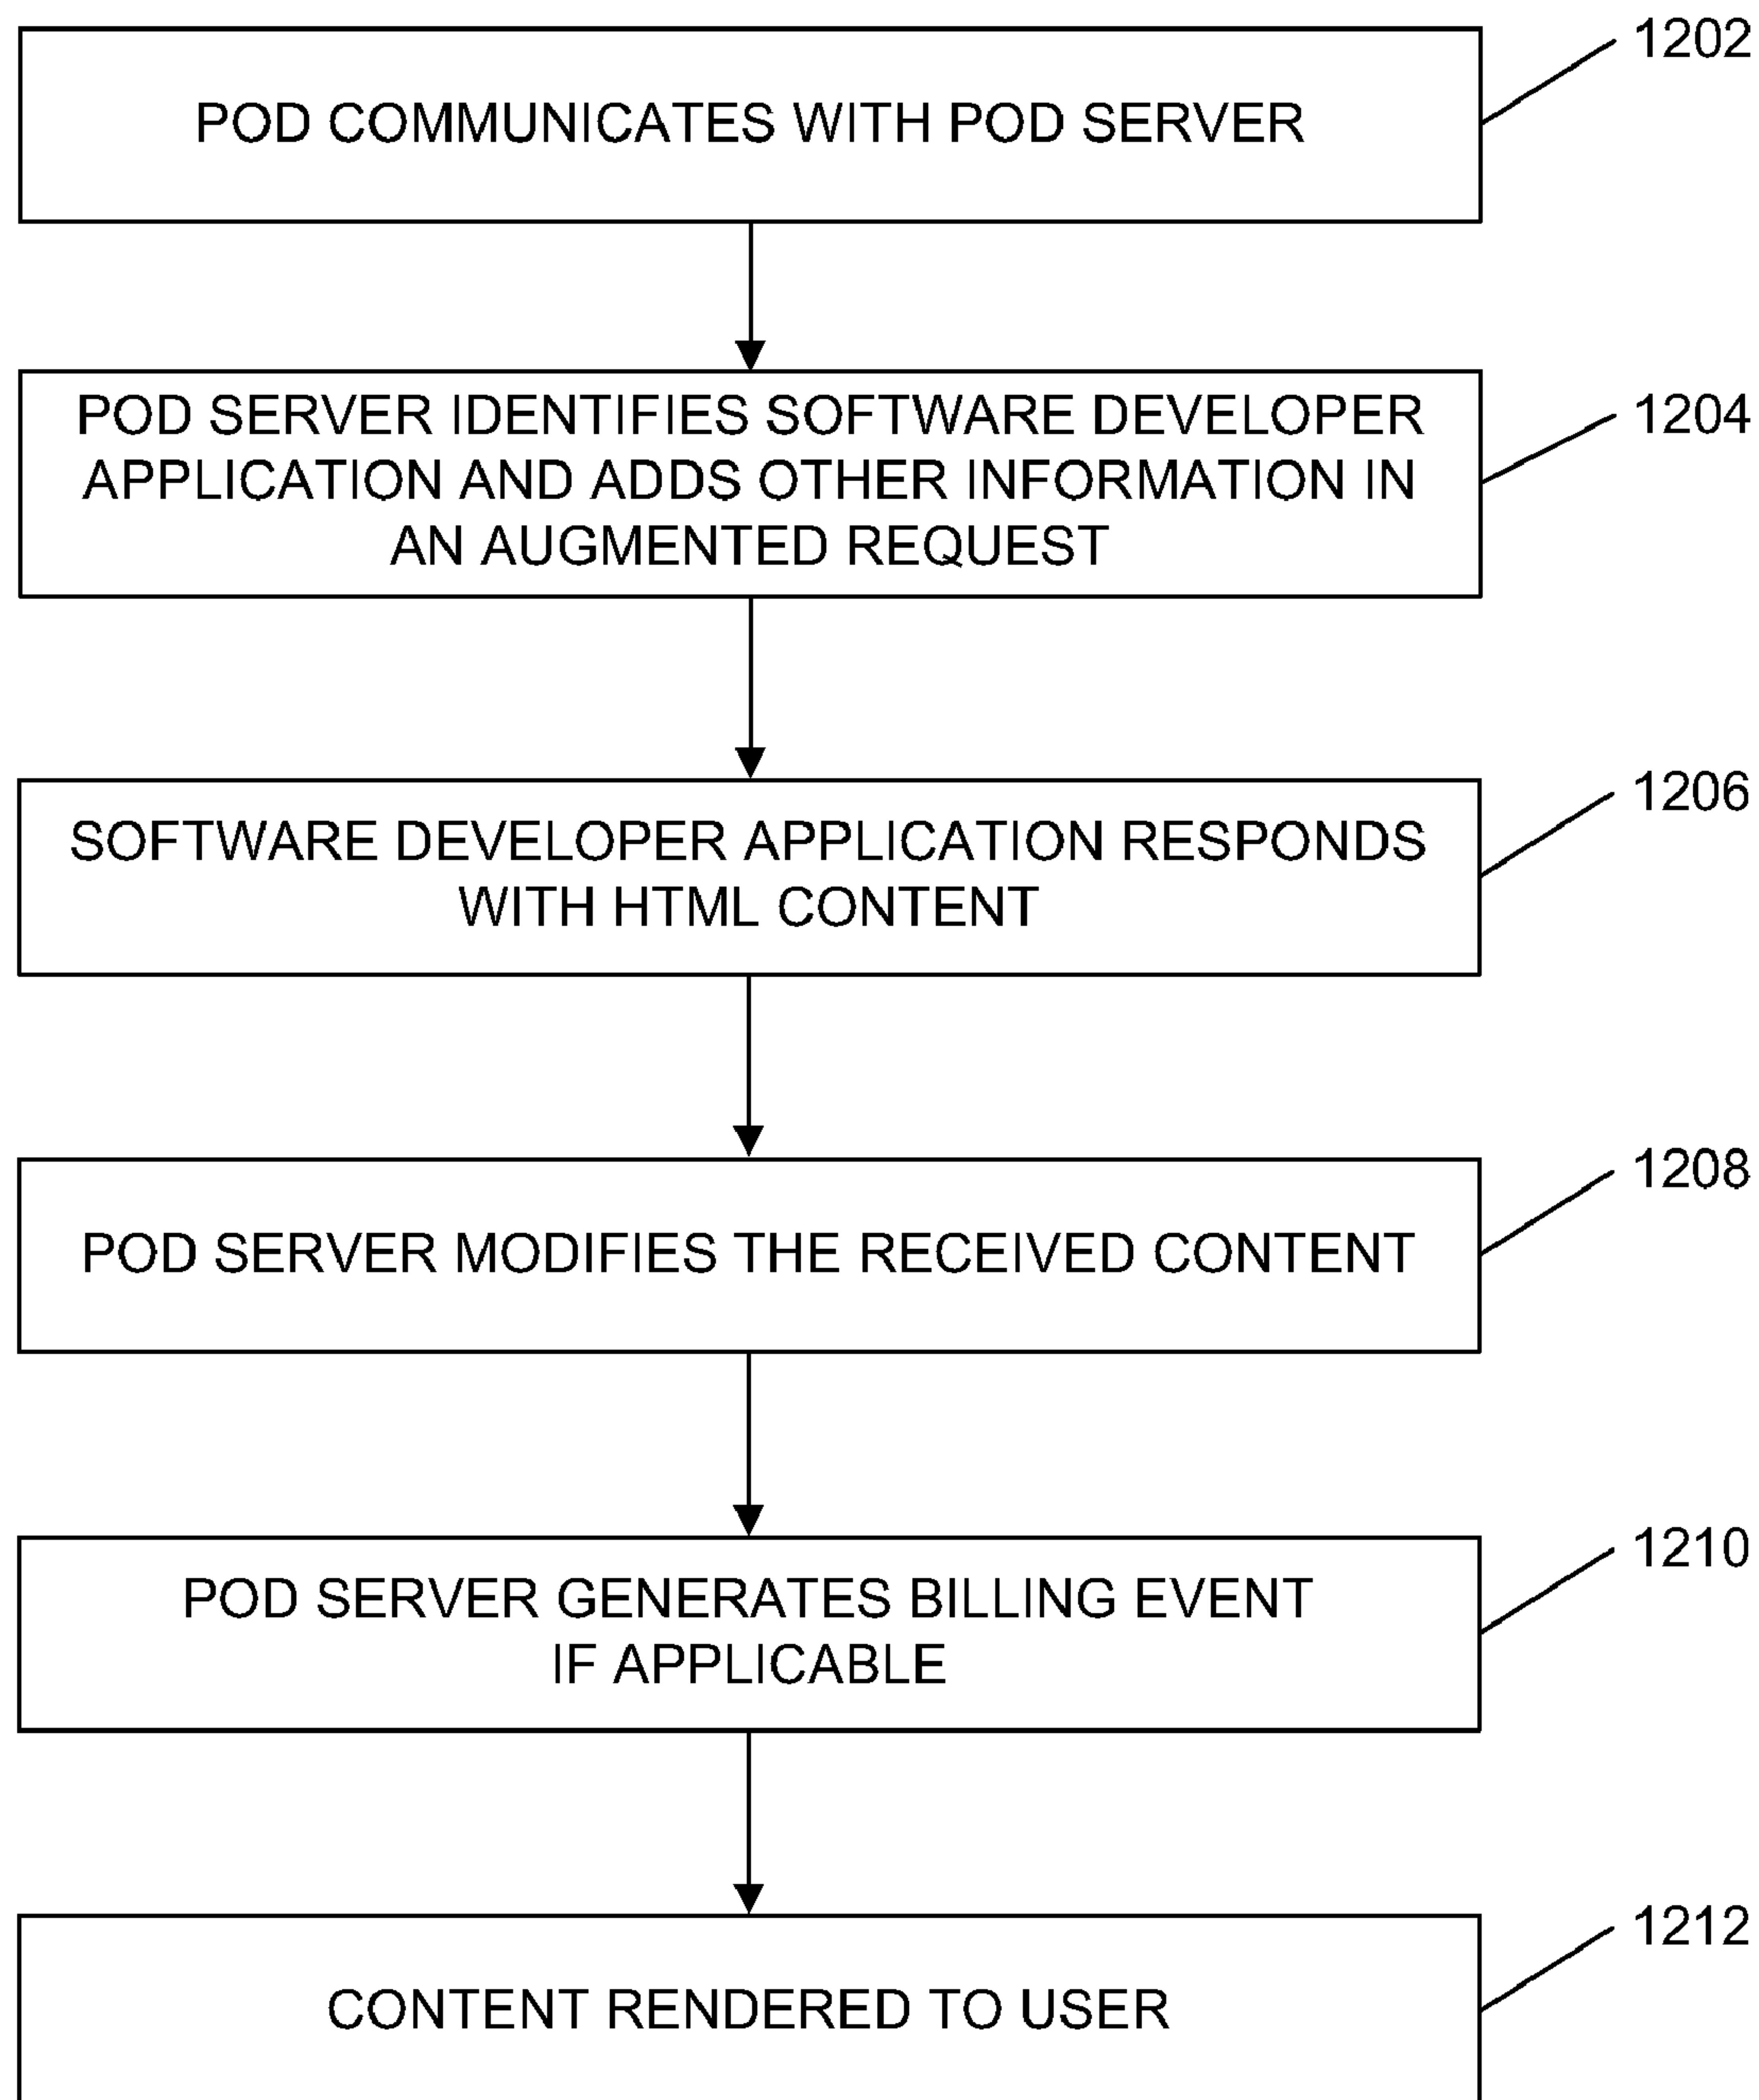 1202
POD COMMUNICATES WITH POD SERVER
1204
POD SERVER IDENTIFIES SOFTWARE DEVELOPER
APPLICATION AND ADDS OTHER INFORMATION IN
AN AUGMENTED REQUEST
1206
SOFTWARE DEVELOPER APPLICATION RESPONDS
WITH HTML CONTENT
1208
POD SERVER MODIFIES THE RECEIVED CONTENT
1210
POD SERVER GENERATES BILLING EVENT
IF APPLICABLE
1212
CONTENT RENDERED TO USER